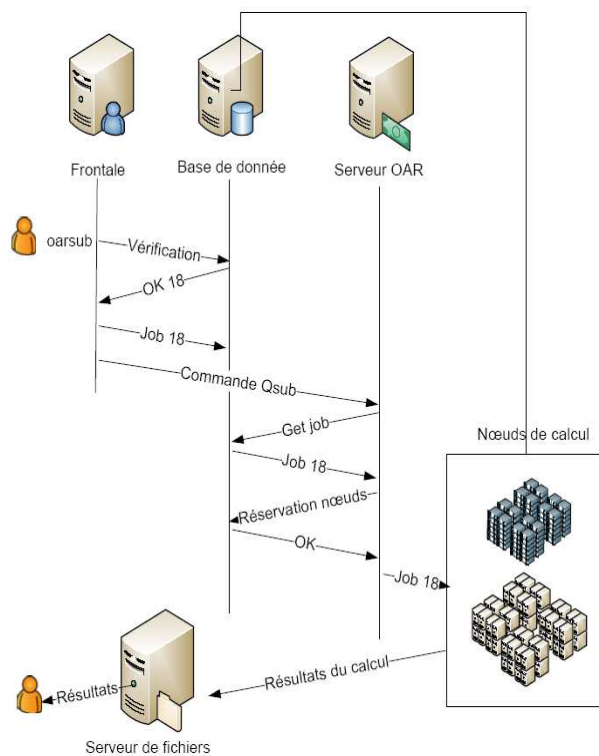 Frontale
Base de donnée
Serveur OAR
oarsub
Vérification
OK 18
Job 18
Commande Qsub
Get job
Nœuds de calcul
Job 18
Réservation nœuds
OK
Job 18
Résultats du calcul
Résultats
Serveur de fichiers